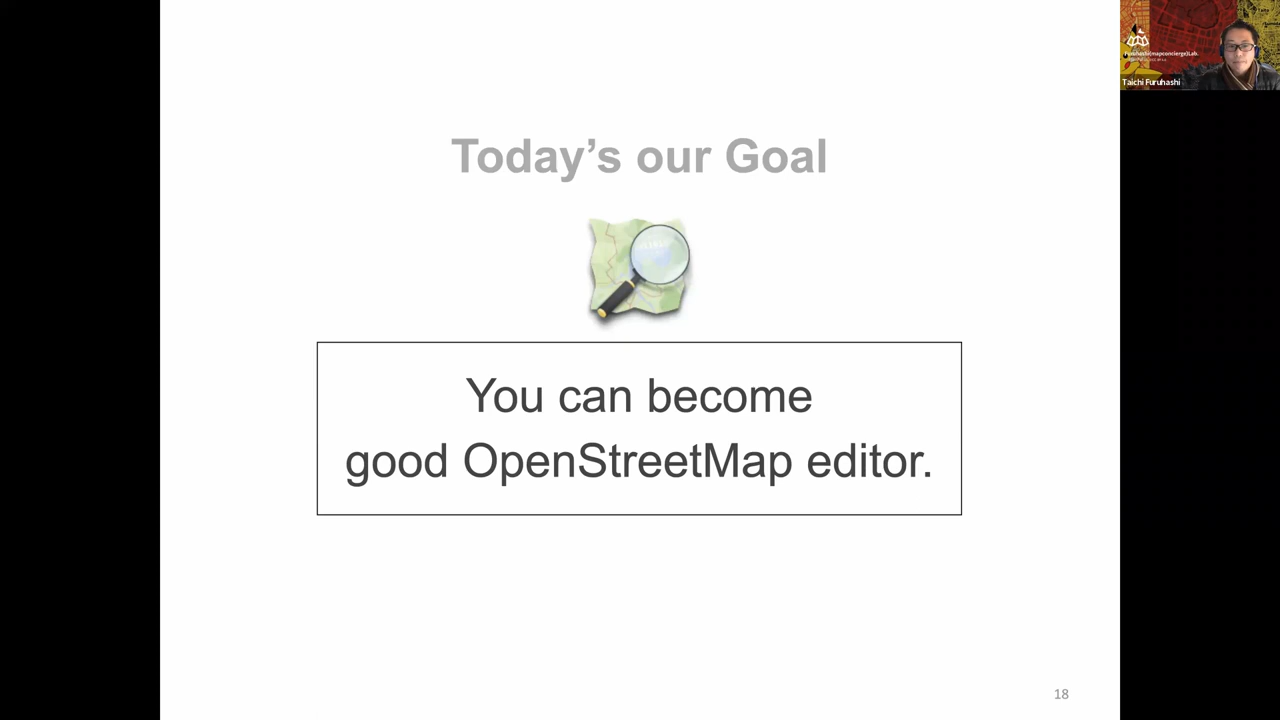 Today’s our Goal
You can become
good OpenStreetMap editor.
18
Taichi Furuhashi